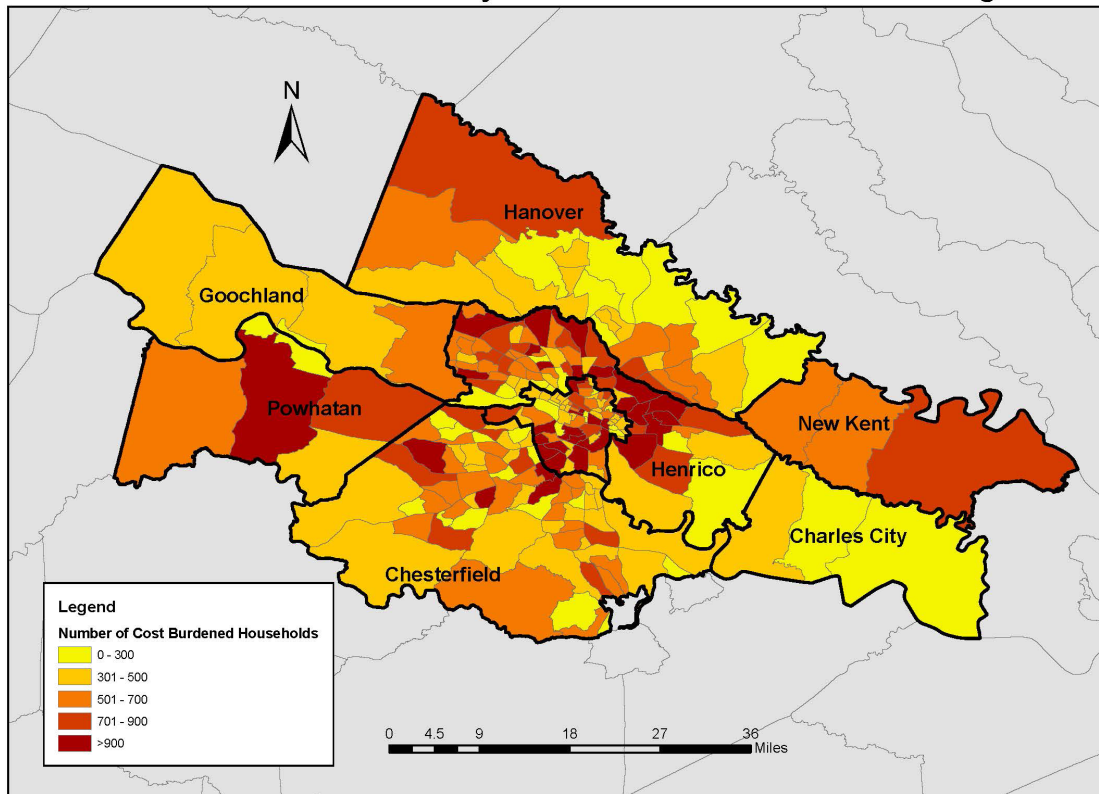 N
Hanover
Goochland
Powhatan
New Kent
Henrico
Charles City
Chesterfield
Legend
Number of Cost Burdened Households
0 - 300
301 - 500
501 - 700
701 - 900
>900
0 4.5 9 18 27 36
Miles